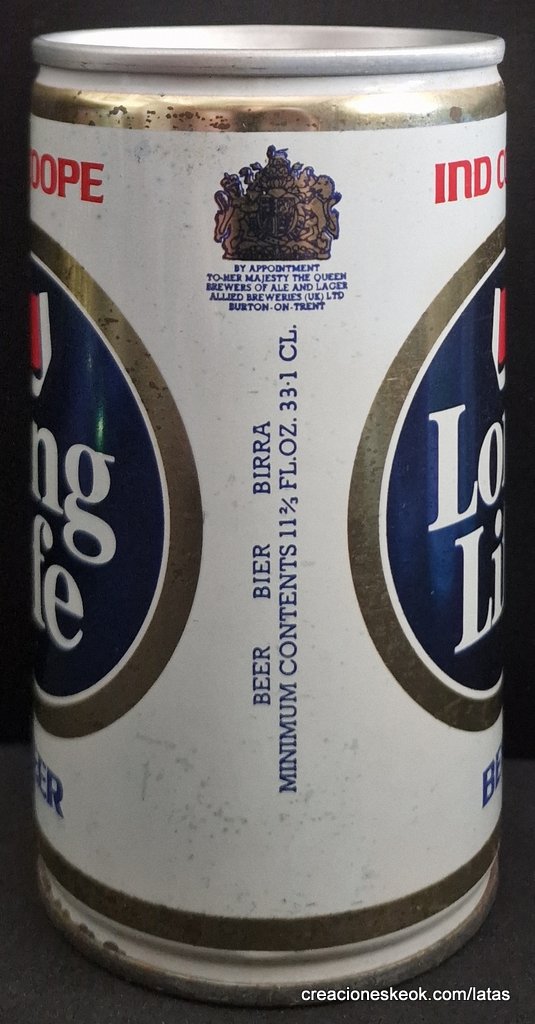 OOPE
IND O
BY APPOINTMENT
TO HER MAJESTY THE QUEEN
BREWERS OF ALE AND LAGER
ALLIED BREWERIES (UK) LTD
BURTON-ON-TRENT
BEER BIER BIRRA
MINIMUM CONTENTS 11⅔ FL.OZ. 33·1 CL.
ng
fe
Lo
Li
EER
BE
creacioneskeok.com/latas